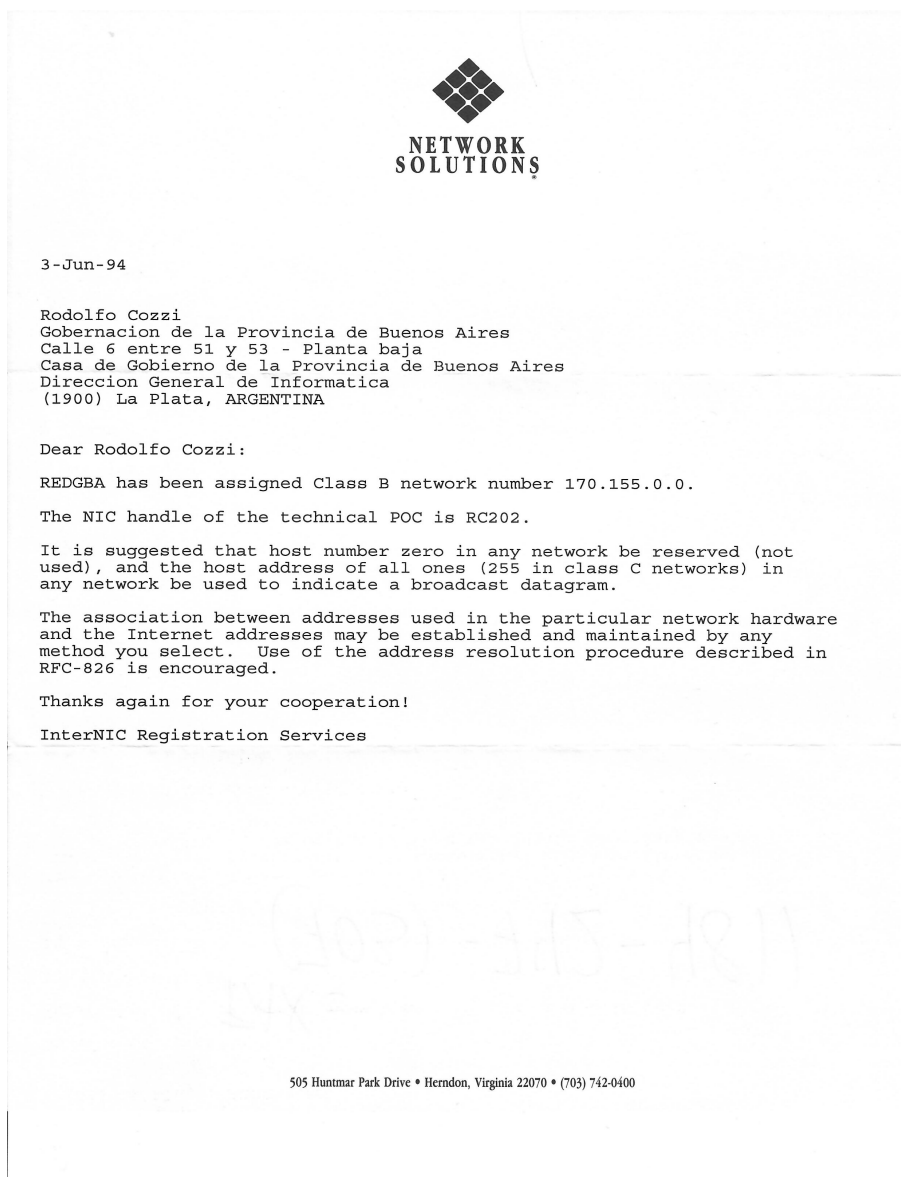 NETWORK
SOLUTIONS
3-Jun-94
Rodolfo Cozzi
Gobernacion de la Provincia de Buenos Aires
Calle 6 entre 51 y 53 - Planta baja
Casa de Gobierno de la Provincia de Buenos Aires
Direccion General de Informatica
(1900) La Plata, ARGENTINA
Dear Rodolfo Cozzi:
REDGBA has been assigned Class B network number 170.155.0.0.
The NIC handle of the technical POC is RC202.
It is suggested that host number zero in any network be reserved (not
used), and the host address of all ones (255 in class C networks) in
any network be used to indicate a broadcast datagram.
The association between addresses used in the particular network hardware
and the Internet addresses may be established and maintained by any
method you select.  Use of the address resolution procedure described in
RFC-826 is encouraged.
Thanks again for your cooperation!
InterNIC Registration Services
505 Huntmar Park Drive • Herndon, Virginia 22070 • (703) 742-0400